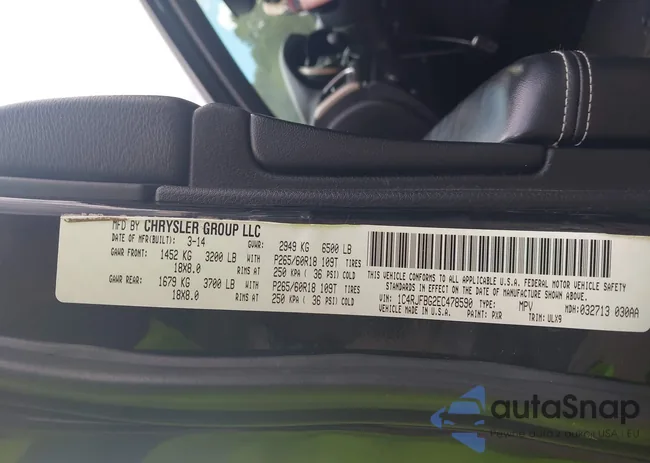 MFD BY CHRYSLER GROUP LLC
DATE OF MFR(BUILT): 3-14 GVWR: 2949 KG 6500 LB
GAWR FRONT: 1452 KG 3200 LB WITH P265/60R18 109T TIRES
18X8.0 RIMS AT 250 KPA ( 36 PSI) COLD
GAWR REAR: 1679 KG 3700 LB WITH P265/60R18 109T TIRES
18X8.0 RIMS AT 250 KPA ( 36 PSI) COLD
THIS VEHICLE CONFORMS TO ALL APPLICABLE U.S.A. FEDERAL MOTOR VEHICLE SAFETY
STANDARDS IN EFFECT ON THE DATE OF MANUFACTURE SHOWN ABOVE.
VIN: 1C4RJFBG2EC478590 TYPE: MPV MDH:032713 030AA
VEHICLE MADE IN U.S.A. PAINT: PXR TRIM: ULX9
autaSnap